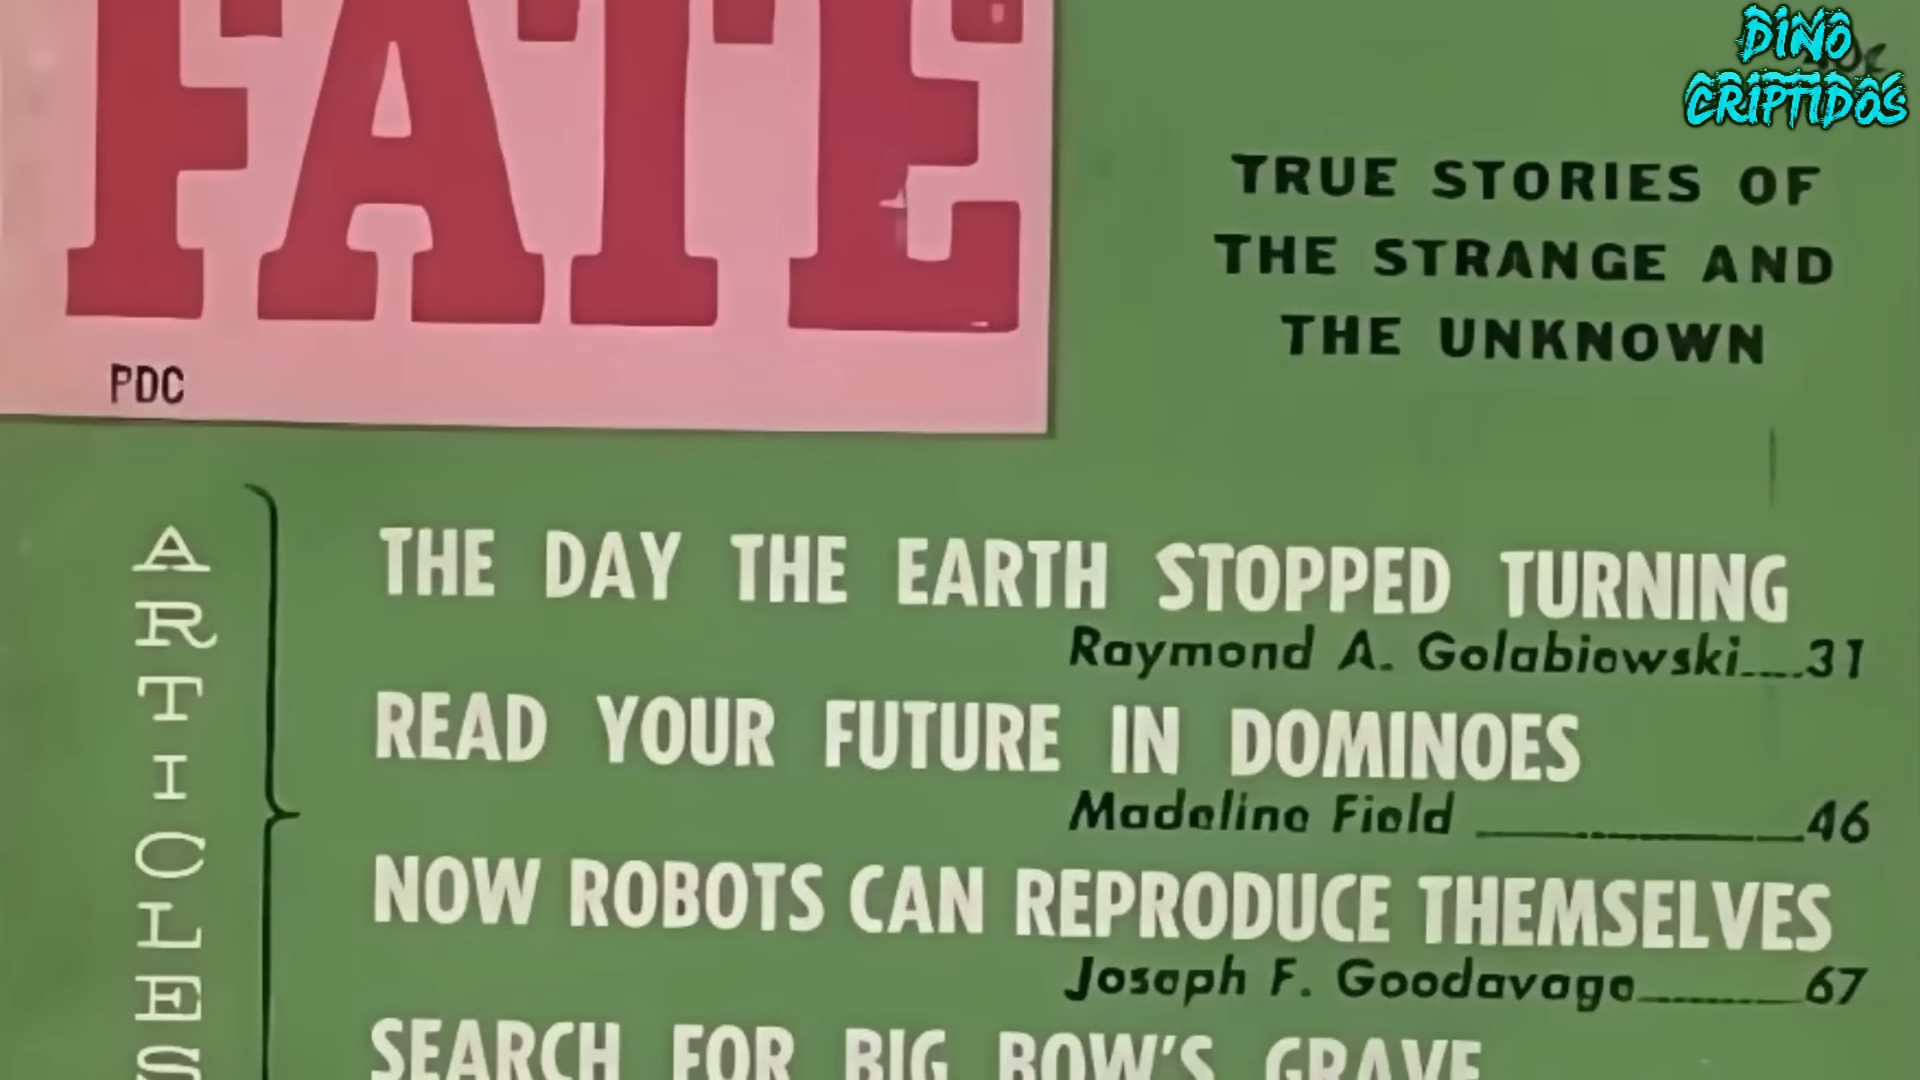 DINO
CRIPTIDOS
FATE
PDC
TRUE STORIES OF
THE STRANGE AND
THE UNKNOWN
ARTICLES
THE DAY THE EARTH STOPPED TURNING
Raymond A. Golabiewski....31
READ YOUR FUTURE IN DOMINOES
Madeline Field ............46
NOW ROBOTS CAN REPRODUCE THEMSELVES
Joseph F. Goodavage........67
SEARCH FOR BIG BOW'S GRAVE